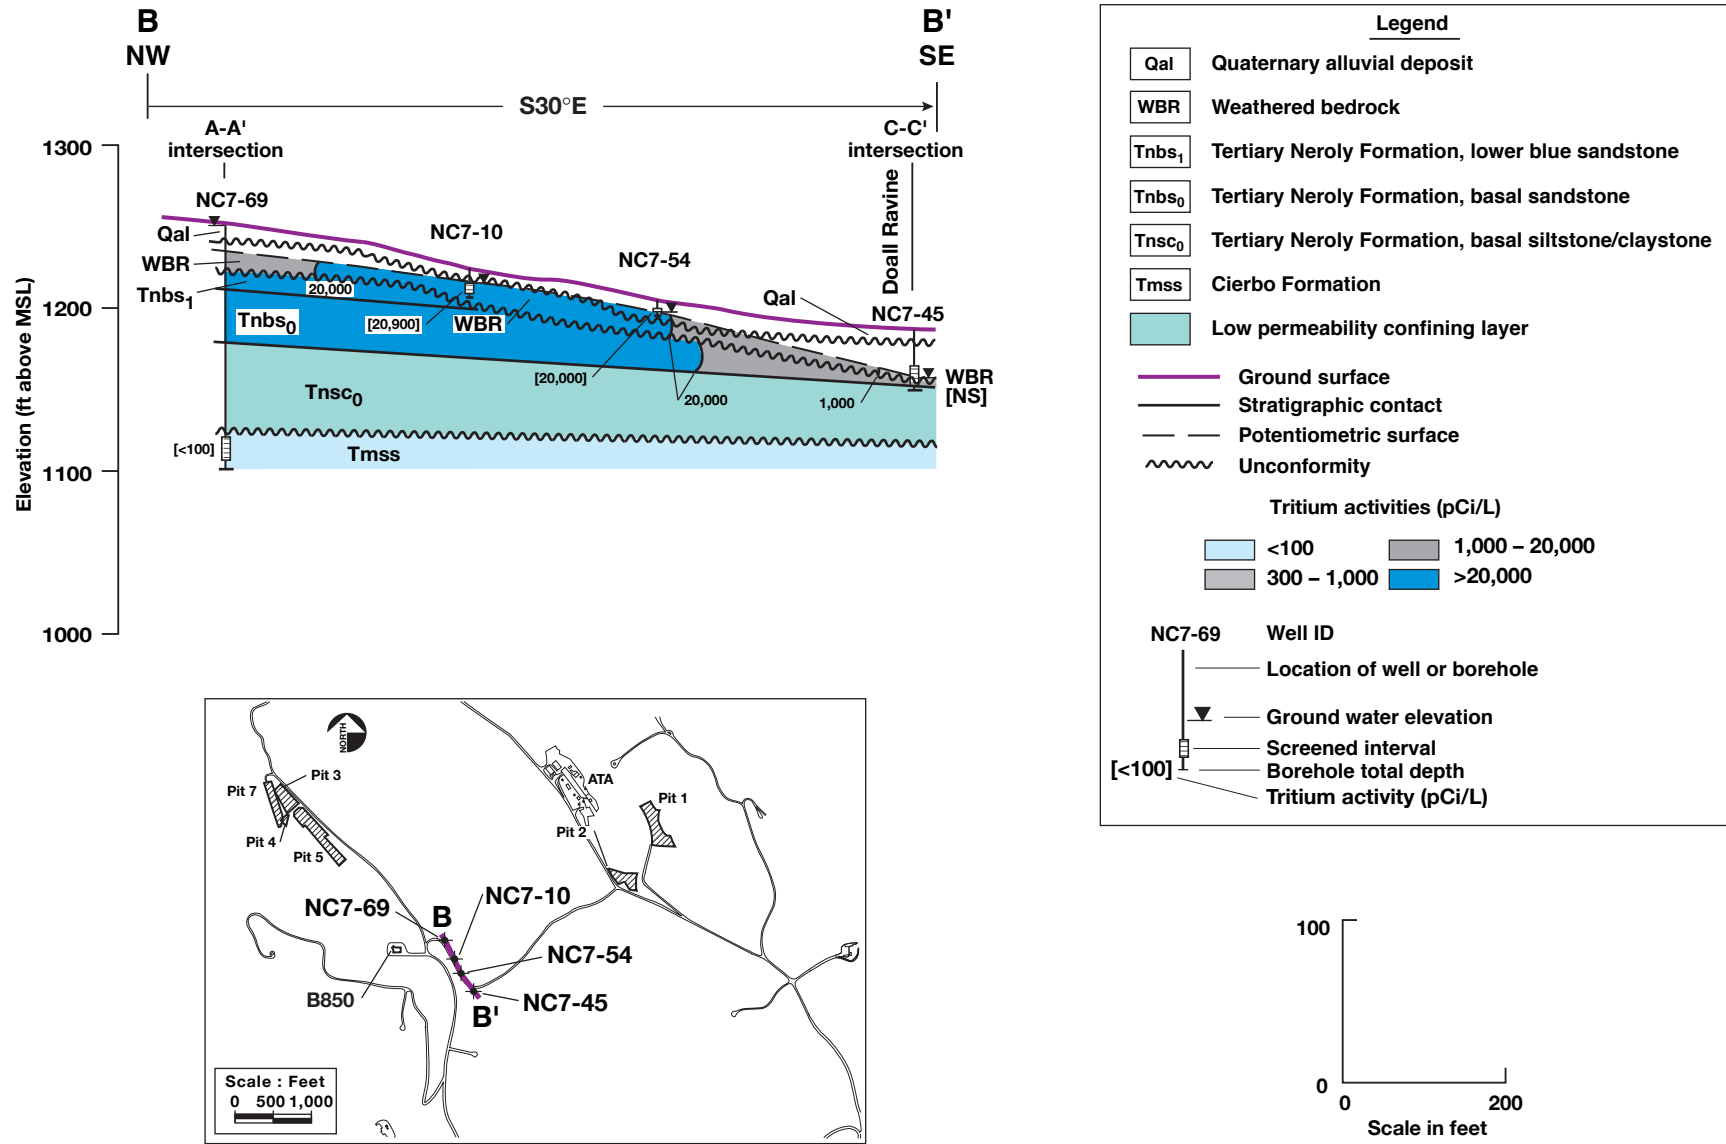 B
NW
B'
SE
S30°E
A-A'
intersection
C-C'
intersection
Elevation (ft above MSL)
1300
1200
1100
1000
NC7-69
NC7-10
NC7-54
Doall Ravine
NC7-45
Qal
WBR
Tnbs1
Tnbs0
20,000
[20,900]
WBR
[20,000]
20,000
Qal
1,000
WBR
[NS]
Tnsc0
[<100]
Tmss
Legend
Qal Quaternary alluvial deposit
WBR Weathered bedrock
Tnbs1 Tertiary Neroly Formation, lower blue sandstone
Tnbs0 Tertiary Neroly Formation, basal sandstone
Tnsc0 Tertiary Neroly Formation, basal siltstone/claystone
Tmss Cierbo Formation
Low permeability confining layer
Ground surface
Stratigraphic contact
Potentiometric surface
Unconformity
Tritium activities (pCi/L)
<100 1,000 – 20,000
300 – 1,000 >20,000
NC7-69 Well ID
Location of well or borehole
Ground water elevation
Screened interval
[<100] Borehole total depth
Tritium activity (pCi/L)
NORTH
Pit 3
Pit 7
Pit 4
Pit 5
ATA
Pit 1
Pit 2
NC7-69
B
NC7-10
NC7-54
B850
NC7-45
B'
Scale : Feet
0 500 1,000
100
0
0 200
Scale in feet